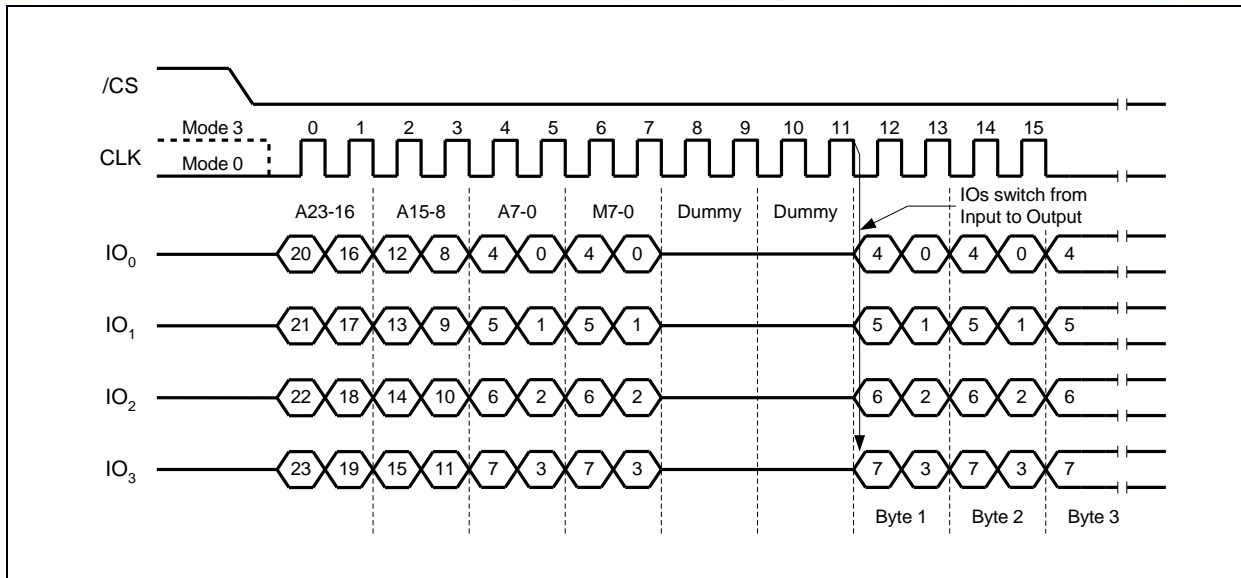 /CS
Mode 3 0 1 2 3 4 5 6 7 8 9 10 11 12 13 14 15
CLK
Mode 0
IOs switch from
A23-16 A15-8 A7-0 M7-0 Dummy Dummy
Input to Output
IO0 20 16 12 8 4 0 4 0 4 0 4 0 4
IO1 21 17 13 9 5 1 5 1 5 1 5 1 5
IO2 22 18 14 10 6 2 6 2 6 2 6 2 6
IO3 23 19 15 11 7 3 7 3 7 3 7 3 7
Byte 1 Byte 2 Byte 3